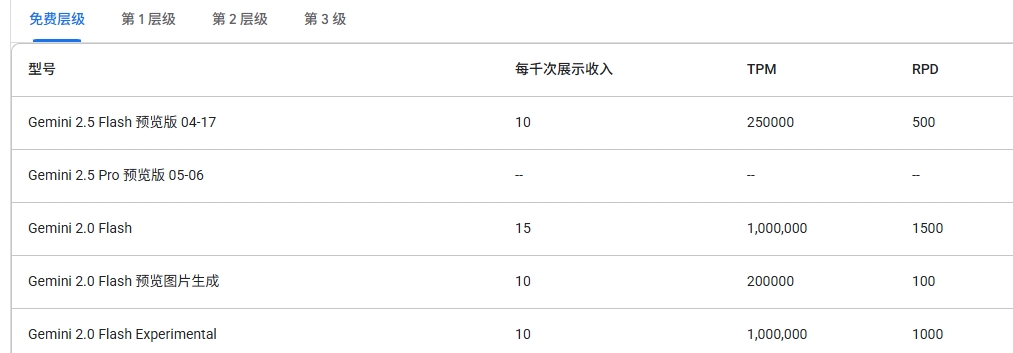 免费层级 第 1 层级 第 2 层级 第 3 级
型号 每千次展示收入 TPM RPD
Gemini 2.5 Flash 预览版 04-17 10 250000 500
Gemini 2.5 Pro 预览版 05-06 -- -- --
Gemini 2.0 Flash 15 1,000,000 1500
Gemini 2.0 Flash 预览图片生成 10 200000 100
Gemini 2.0 Flash Experimental 10 1,000,000 1000